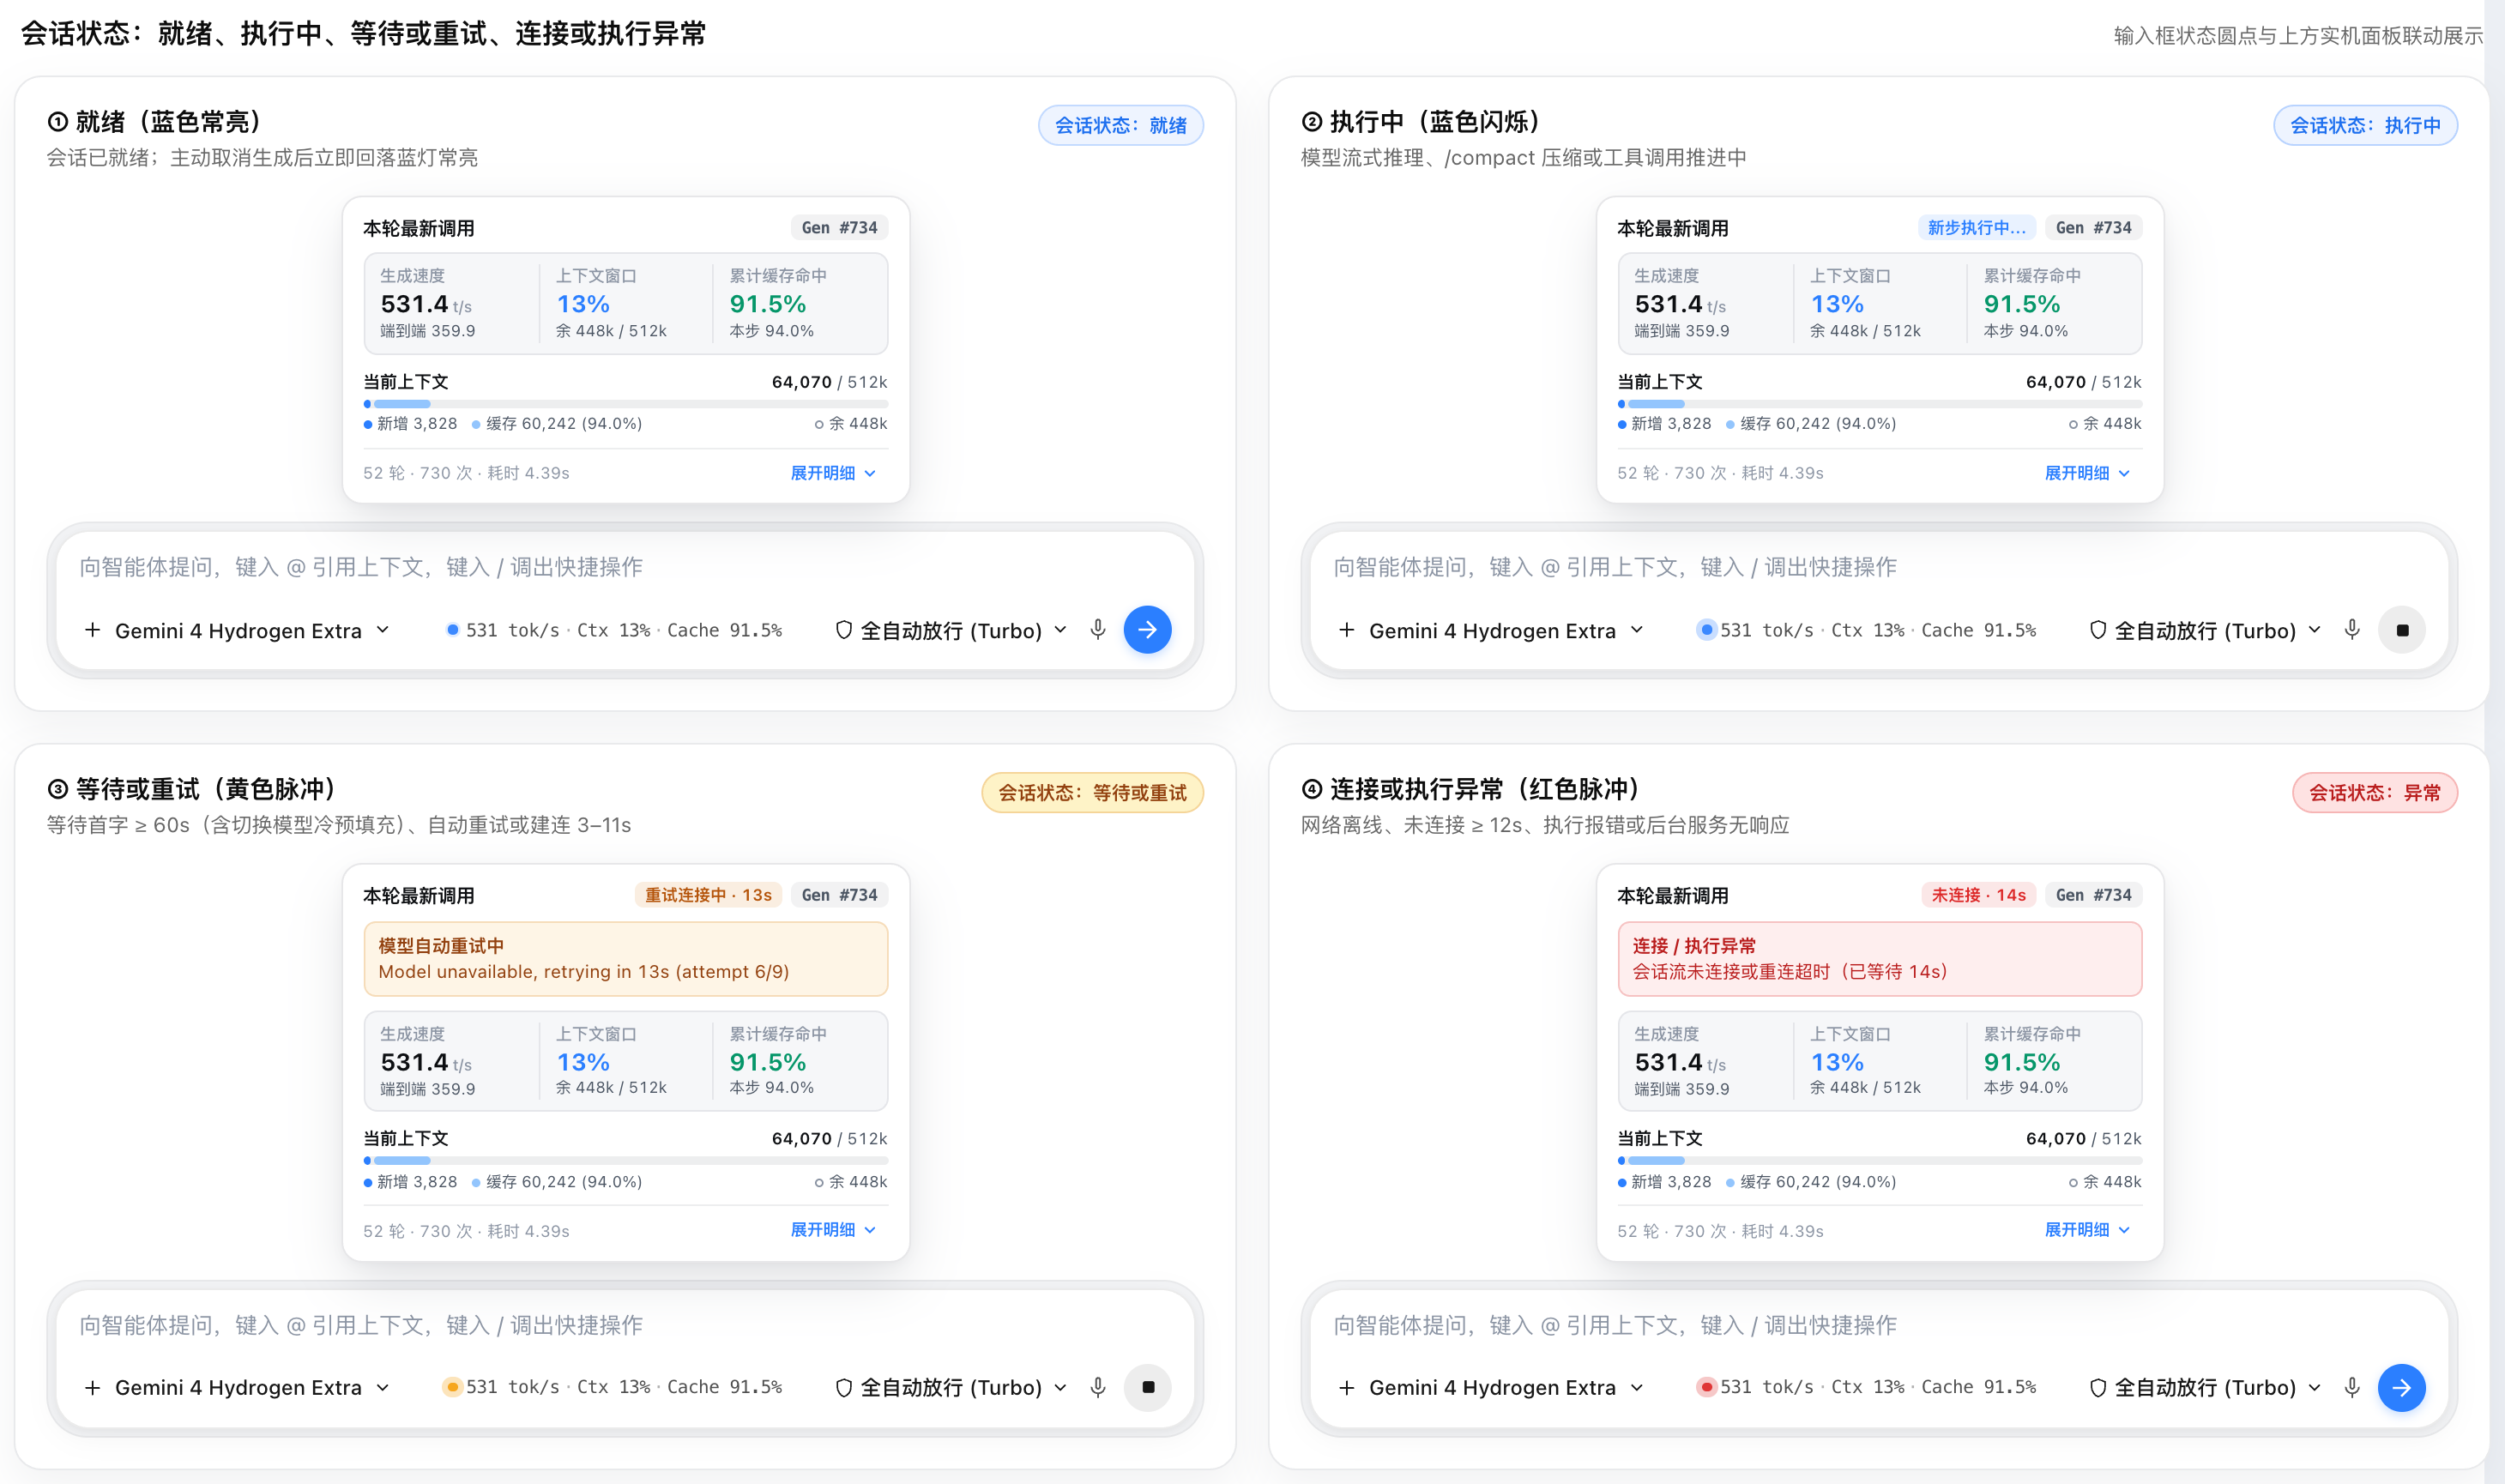 会话状态：就绪、执行中、等待或重试、连接或执行异常
输入框状态圆点与上方实机面板联动展示
① 就绪（蓝色常亮）
会话状态：就绪
会话已就绪；主动取消生成后立即回落蓝灯常亮
本轮最新调用
Gen #734
生成速度 上下文窗口 累计缓存命中
531.4 t/s 13% 91.5%
端到端 359.9 余 448k / 512k 本步 94.0%
当前上下文 64,070 / 512k
新增 3,828 缓存 60,242 (94.0%) 余 448k
52 轮 · 730 次 · 耗时 4.39s 展开明细
向智能体提问，键入 @ 引用上下文，键入 / 调出快捷操作
Gemini 4 Hydrogen Extra 531 tok/s · Ctx 13% · Cache 91.5% 全自动放行 (Turbo)
② 执行中（蓝色闪烁）
会话状态：执行中
模型流式推理、/compact 压缩或工具调用推进中
本轮最新调用 新步执行中... Gen #734
生成速度 上下文窗口 累计缓存命中
531.4 t/s 13% 91.5%
端到端 359.9 余 448k / 512k 本步 94.0%
当前上下文 64,070 / 512k
新增 3,828 缓存 60,242 (94.0%) 余 448k
52 轮 · 730 次 · 耗时 4.39s 展开明细
向智能体提问，键入 @ 引用上下文，键入 / 调出快捷操作
Gemini 4 Hydrogen Extra 531 tok/s · Ctx 13% · Cache 91.5% 全自动放行 (Turbo)
③ 等待或重试（黄色脉冲）
会话状态：等待或重试
等待首字 ≥ 60s（含切换模型冷预填充）、自动重试或建连 3–11s
本轮最新调用 重试连接中 · 13s Gen #734
模型自动重试中
Model unavailable, retrying in 13s (attempt 6/9)
生成速度 上下文窗口 累计缓存命中
531.4 t/s 13% 91.5%
端到端 359.9 余 448k / 512k 本步 94.0%
当前上下文 64,070 / 512k
新增 3,828 缓存 60,242 (94.0%) 余 448k
52 轮 · 730 次 · 耗时 4.39s 展开明细
向智能体提问，键入 @ 引用上下文，键入 / 调出快捷操作
Gemini 4 Hydrogen Extra 531 tok/s · Ctx 13% · Cache 91.5% 全自动放行 (Turbo)
④ 连接或执行异常（红色脉冲）
会话状态：异常
网络离线、未连接 ≥ 12s、执行报错或后台服务无响应
本轮最新调用 未连接 · 14s Gen #734
连接 / 执行异常
会话流未连接或重连超时（已等待 14s）
生成速度 上下文窗口 累计缓存命中
531.4 t/s 13% 91.5%
端到端 359.9 余 448k / 512k 本步 94.0%
当前上下文 64,070 / 512k
新增 3,828 缓存 60,242 (94.0%) 余 448k
52 轮 · 730 次 · 耗时 4.39s 展开明细
向智能体提问，键入 @ 引用上下文，键入 / 调出快捷操作
Gemini 4 Hydrogen Extra 531 tok/s · Ctx 13% · Cache 91.5% 全自动放行 (Turbo)